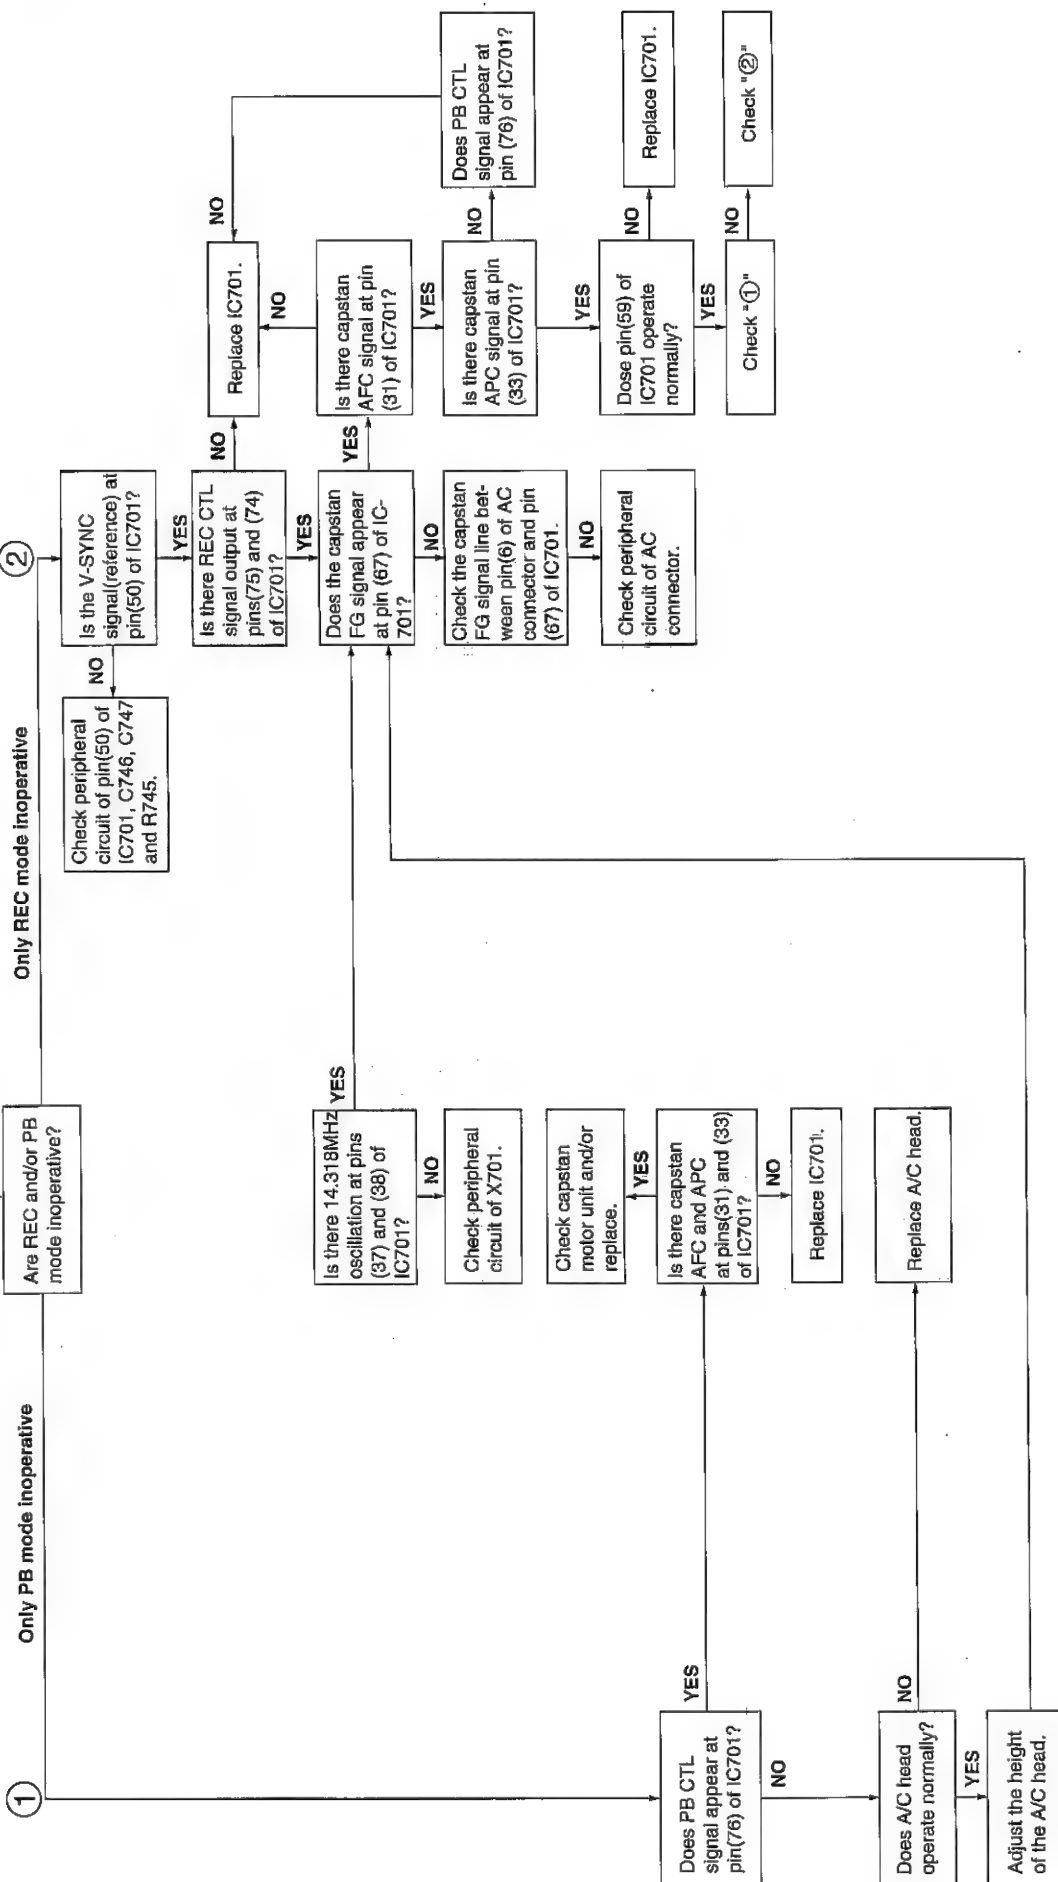 Are REC and/or PB
mode inoperative?
Only PB mode inoperative
Only REC mode inoperative
①
②
Is the V-SYNC
signal(reference) at
pin(50) of IC701?
NO
Check peripheral
circuit of pin(50) of
IC701, C746, C747
and R745.
YES
Is there REC CTL
signal output at
pins(75) and (74)
of IC701?
NO
Replace IC701.
NO
YES
Is there 14.318MHz
oscillation at pins
(37) and (38) of
IC701?
YES
NO
Check peripheral
circuit of X701.
Does the capstan
FG signal appear
at pin (67) of IC-
701?
YES
Is there capstan
AFC signal at pin
(31) of IC701?
NO
YES
NO
Check the capstan
FG signal line bet-
ween pin(6) of AC
connector and pin
(67) of IC701.
NO
Check peripheral
circuit of AC
connector.
Is there capstan
APC signal at pin
(33) of IC701?
NO
Does PB CTL
signal appear at
pin (76) of IC701?
YES
Dose pin(59) of
IC701 operate
normally?
NO
Replace IC701.
YES
Check "①"
NO
Check "②"
Check capstan
motor unit and/or
replace.
YES
Does PB CTL
signal appear at
pin(76) of IC701?
YES
Is there capstan
AFC and APC
at pins(31) and (33)
of IC701?
NO
Replace IC701.
NO
Does A/C head
operate normally?
NO
Replace A/C head.
YES
Adjust the height
of the A/C head.